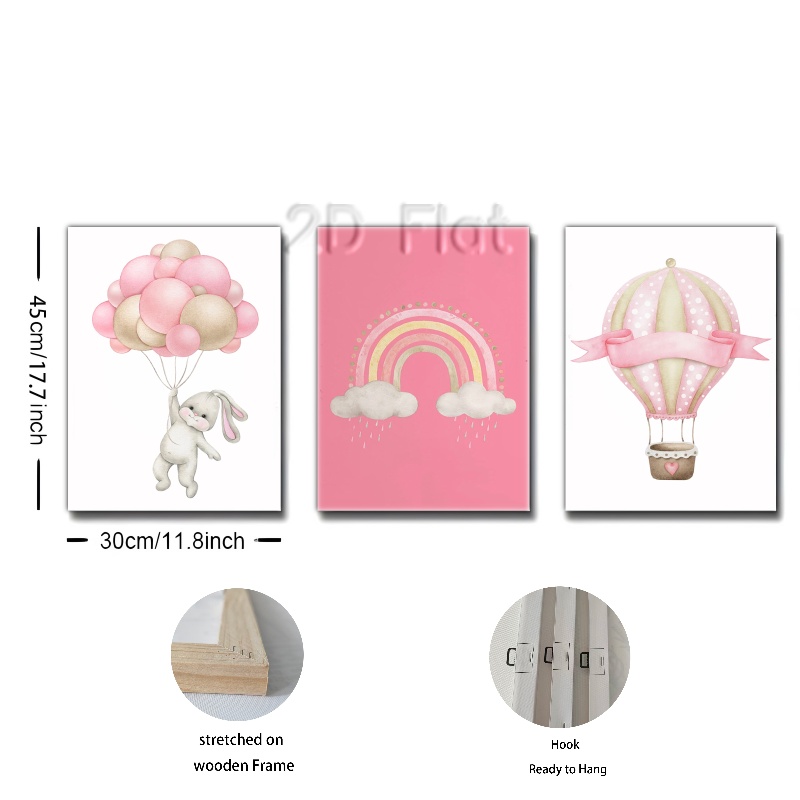 2D Flat
45cm/17.7inch
30cm/11.8inch
stretched on
wooden Frame
Hook
Ready to Hang